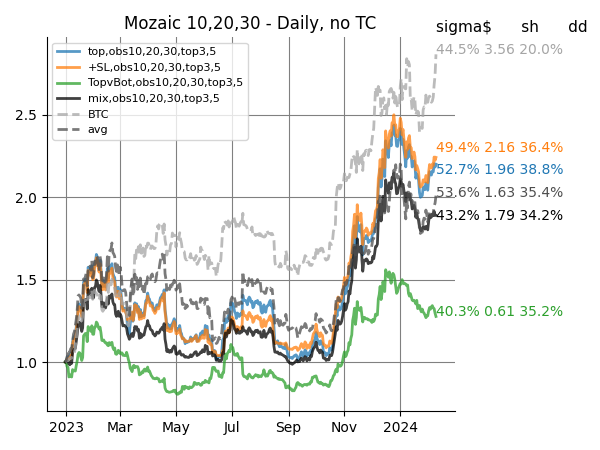 Mozaic 10,20,30 - Daily, no TC
sigma$ sh dd
top,obs10,20,30,top3,5
+SL,obs10,20,30,top3,5
TopvBot,obs10,20,30,top3,5
mix,obs10,20,30,top3,5
BTC
avg
44.5% 3.56 20.0%
49.4% 2.16 36.4%
52.7% 1.96 38.8%
53.6% 1.63 35.4%
43.2% 1.79 34.2%
40.3% 0.61 35.2%
2.5
2.0
1.5
1.0
2023 Mar May Jul Sep Nov 2024